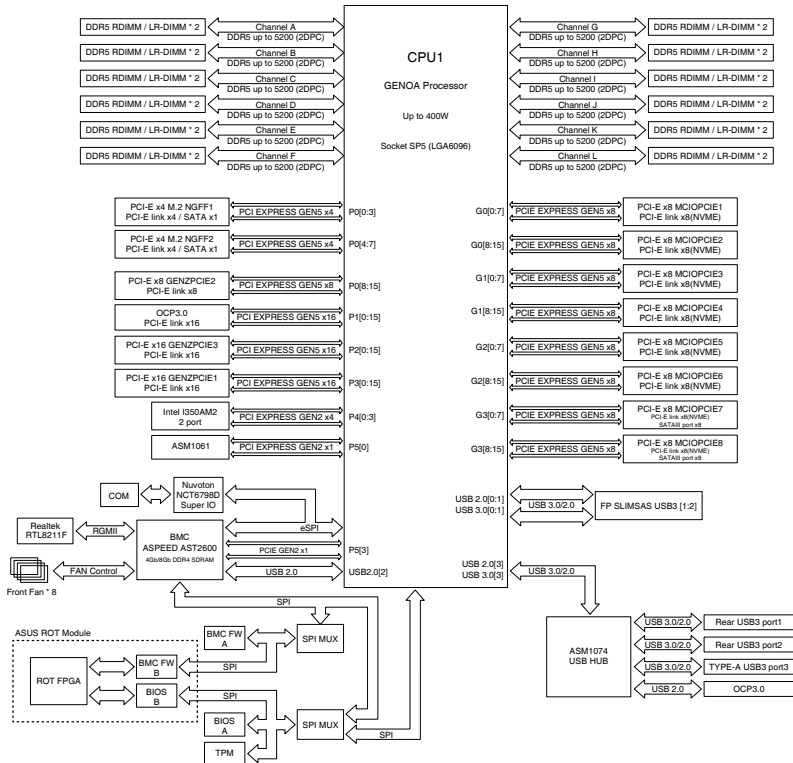 DDR5 RDIMM / LR-DIMM * 2
Channel A
DDR5 up to 5200 (2DPC)
DDR5 RDIMM / LR-DIMM * 2
Channel B
DDR5 up to 5200 (2DPC)
DDR5 RDIMM / LR-DIMM * 2
Channel C
DDR5 up to 5200 (2DPC)
DDR5 RDIMM / LR-DIMM * 2
Channel D
DDR5 up to 5200 (2DPC)
DDR5 RDIMM / LR-DIMM * 2
Channel E
DDR5 up to 5200 (2DPC)
DDR5 RDIMM / LR-DIMM * 2
Channel F
DDR5 up to 5200 (2DPC)
CPU1
GENOA Processor
Up to 400W
Socket SP5 (LGA6096)
Channel G
DDR5 up to 5200 (2DPC)
DDR5 RDIMM / LR-DIMM * 2
Channel H
DDR5 up to 5200 (2DPC)
DDR5 RDIMM / LR-DIMM * 2
Channel I
DDR5 up to 5200 (2DPC)
DDR5 RDIMM / LR-DIMM * 2
Channel J
DDR5 up to 5200 (2DPC)
DDR5 RDIMM / LR-DIMM * 2
Channel K
DDR5 up to 5200 (2DPC)
DDR5 RDIMM / LR-DIMM * 2
Channel L
DDR5 up to 5200 (2DPC)
DDR5 RDIMM / LR-DIMM * 2
PCI-E x4 M.2 NGFF1
PCI-E link x4 / SATA x1
PCI EXPRESS GEN5 x4
P0[0:3]
PCI-E x4 M.2 NGFF2
PCI-E link x4 / SATA x1
PCI EXPRESS GEN5 x4
P0[4:7]
PCI-E x8 GENZPCIE2
PCI-E link x8
PCI EXPRESS GEN5 x8
P0[8:15]
OCP3.0
PCI-E link x16
PCI EXPRESS GEN5 x16
P1[0:15]
PCI-E x16 GENZPCIE3
PCI-E link x16
PCI EXPRESS GEN5 x16
P2[0:15]
PCI-E x16 GENZPCIE1
PCI-E link x16
PCI EXPRESS GEN5 x16
P3[0:15]
Intel I350AM2
2 port
PCI EXPRESS GEN2 x4
P4[0:3]
ASM1061
PCI EXPRESS GEN2 x1
P5[0]
G0[0:7]
PCIE EXPRESS GEN5 x8
PCI-E x8 MCIOPCIE1
PCI-E link x8(NVME)
G0[8:15]
PCIE EXPRESS GEN5 x8
PCI-E x8 MCIOPCIE2
PCI-E link x8(NVME)
G1[0:7]
PCIE EXPRESS GEN5 x8
PCI-E x8 MCIOPCIE3
PCI-E link x8(NVME)
G1[8:15]
PCIE EXPRESS GEN5 x8
PCI-E x8 MCIOPCIE4
PCI-E link x8(NVME)
G2[0:7]
PCIE EXPRESS GEN5 x8
PCI-E x8 MCIOPCIE5
PCI-E link x8(NVME)
G2[8:15]
PCIE EXPRESS GEN5 x8
PCI-E x8 MCIOPCIE6
PCI-E link x8(NVME)
G3[0:7]
PCIE EXPRESS GEN5 x8
PCI-E x8 MCIOPCIE7
PCI-E link x8(NVME)
SATAIII port x8
G3[8:15]
PCIE EXPRESS GEN5 x8
PCI-E x8 MCIOPCIE8
PCI-E link x8(NVME)
SATAIII port x8
COM
Nuvoton
NCT6798D
Super IO
eSPI
Realtek
RTL8211F
RGMII
BMC
ASPEED AST2600
4Gb/8Gb DDR4 SDRAM
PCIE GEN2 x1
P5[3]
FAN Control
USB 2.0
USB2.0[2]
Front Fan * 8
USB 2.0[0:1]
USB 3.0[0:1]
USB 3.0/2.0
FP SLIMSAS USB3 [1:2]
USB 2.0[3]
USB 3.0[3]
USB 3.0/2.0
SPI
ASUS ROT Module
BMC FW
A
SPI MUX
ROT FPGA
BMC FW
B
SPI
BIOS
B
SPI
BIOS
A
SPI MUX
SPI
TPM
ASM1074
USB HUB
USB 3.0/2.0
Rear USB3 port1
USB 3.0/2.0
Rear USB3 port2
USB 3.0/2.0
TYPE-A USB3 port3
USB 2.0
OCP3.0